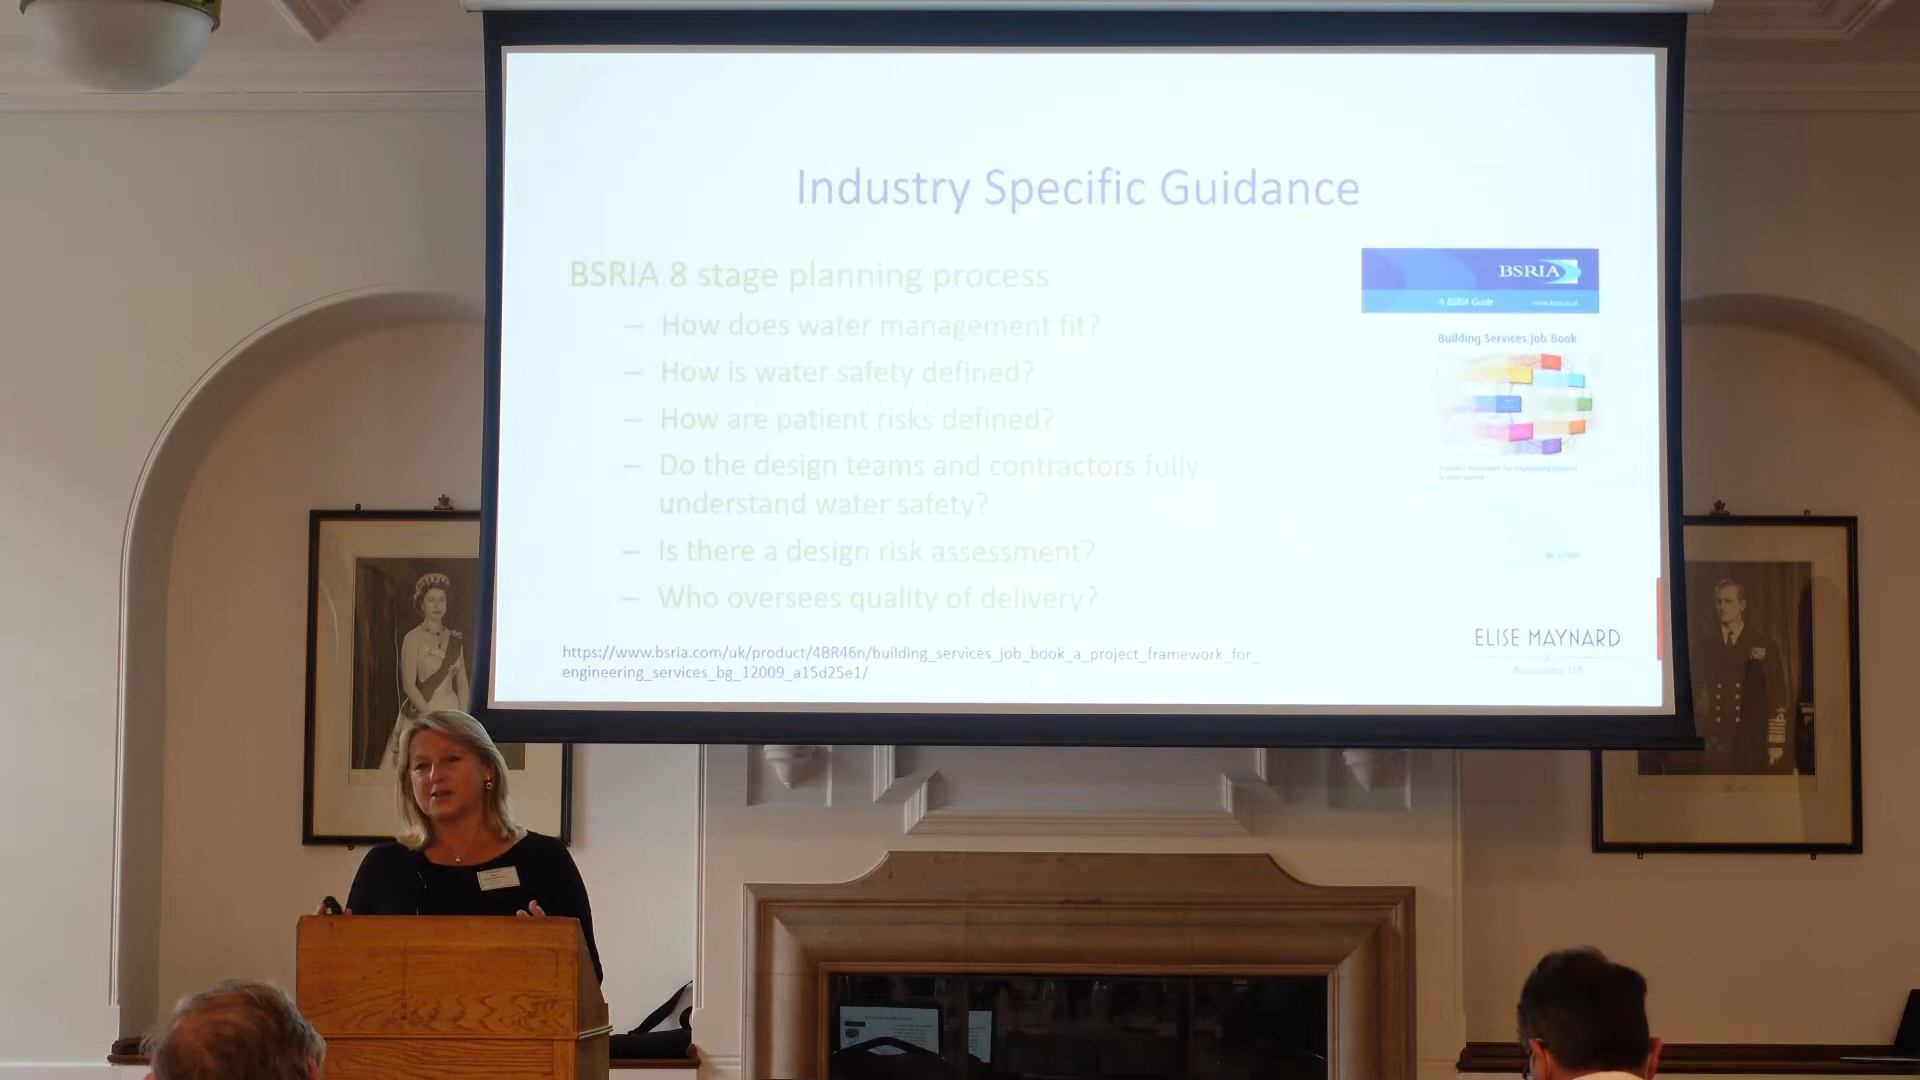 Industry Specific Guidance
BSRIA 8 stage planning process
– How does water management fit?
– How is water safety defined?
– How are patient risks defined?
– Do the design teams and contractors fully
understand water safety?
– Is there a design risk assessment?
– Who oversees quality of delivery?
https://www.bsria.com/uk/product/4BR46n/building_services_job_book_a_project_framework_for_
engineering_services_bg_12009_a15d25e1/
BSRIA
A BSRIA Guide
Building Services Job Book
ELISE MAYNARD